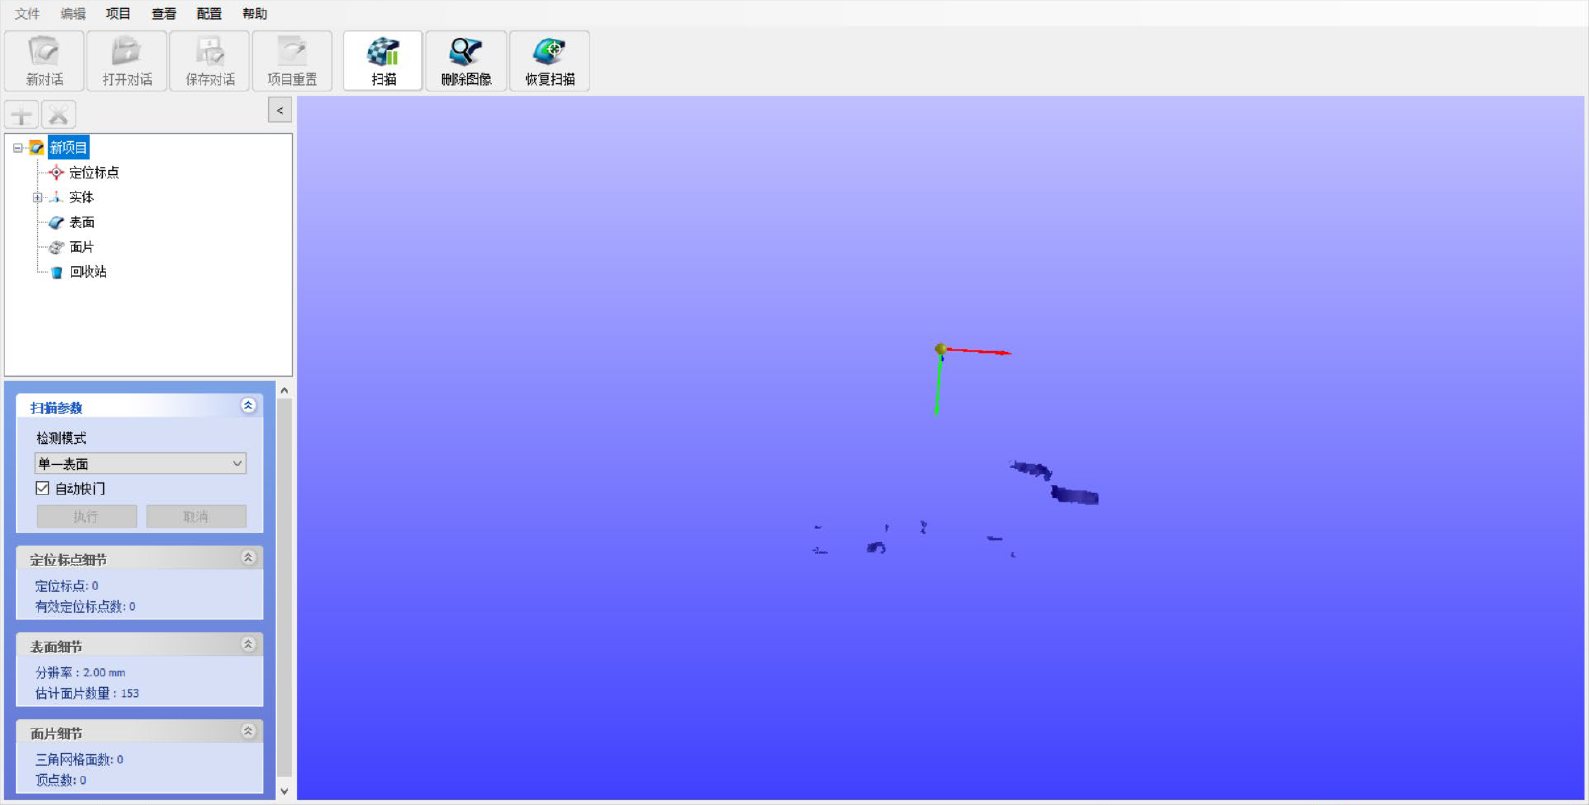 文件 编辑 项目 查看 配置 帮助
新对话 打开对话 保存对话 项目重置 扫描 删除图像 恢复扫描
<
新项目
定位标点
实体
表面
面片
回收站
扫描参数
检测模式
单一表面
自动快门
执行 取消
定位标点细节
定位标点: 0
有效定位标点数: 0
表面细节
分辨率 : 2.00 mm
估计面片数量 : 153
面片细节
三角网格面数: 0
顶点数: 0